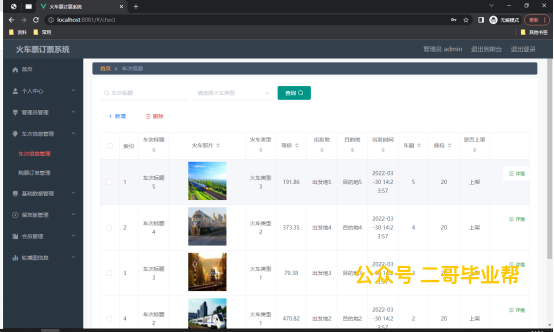 火车票订票系统
localhost:8081/#/checi
无痕模式
更新
资料 常用 其他书签
火车票订票系统 管理员 admin 退出到前台 退出登录
首页
个人中心
管理员管理
车次信息管理
车次信息管理
购票订单管理
基础数据管理
留言板管理
会员管理
轮播图信息
首页 > 车次信息
车次标题 请选择火车类型 查询
+ 新增 删除
索引 车次标题 火车照片 火车类型 现价 出发地 目的地 出发时间 车篇 座位 是否上架
1 车次标题5 火车类型3 191.86 出发地5 目的地5 2022-03-30 14:23:57 5 20 上架 详情
2 车次标题4 火车类型2 373.35 出发地4 目的地4 2022-03-30 14:23:57 4 20 上架 详情
3 车次标题3 火车类型1 79.38 出发地3 2022-03-30 14:23:57 3 20 上架 详情
4 车次标题2 火车类型1 470.82 出发地2 目的地2 2022-03-30 14:23:57 2 20 上架 详情
公众号 二哥毕业帮